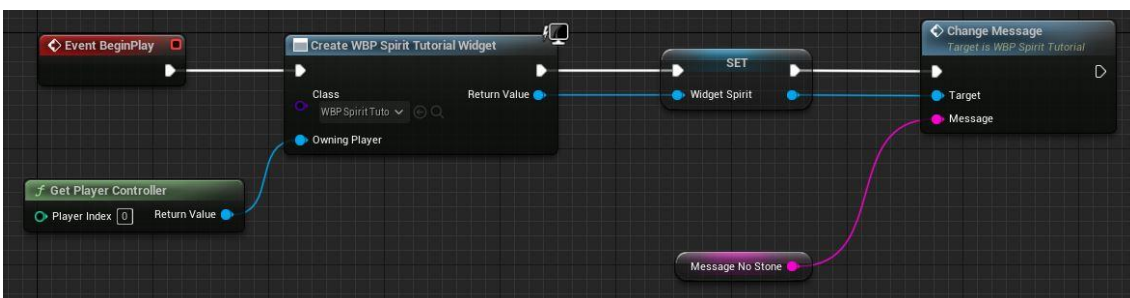 Event BeginPlay
Create WBP Spirit Tutorial Widget
Class
WBP Spirit Tuto
Return Value
Owning Player
SET
Widget Spirit
Change Message
Target is WBP Spirit Tutorial
Target
Message
f Get Player Controller
Player Index 0
Return Value
Message No Stone